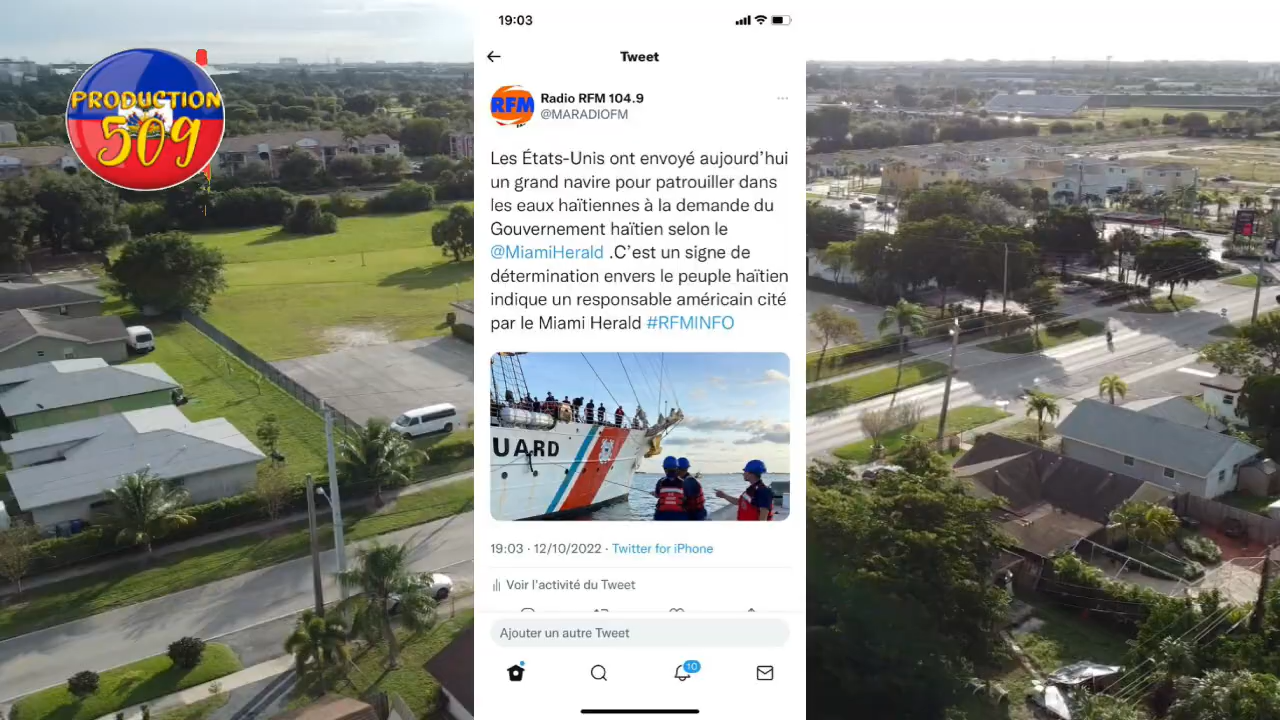 PRODUCTION
509
19:03
Tweet
RFM
Radio RFM 104.9
@MARADIOFM
Les États-Unis ont envoyé aujourd’hui
un grand navire pour patrouiller dans
les eaux haïtiennes à la demande du
Gouvernement haïtien selon le
@MiamiHerald .C’est un signe de
détermination envers le peuple haïtien
indique un responsable américain cité
par le Miami Herald #RFMINFO
UARD
19:03 · 12/10/2022 · Twitter for iPhone
Voir l’activité du Tweet
Ajouter un autre Tweet
10